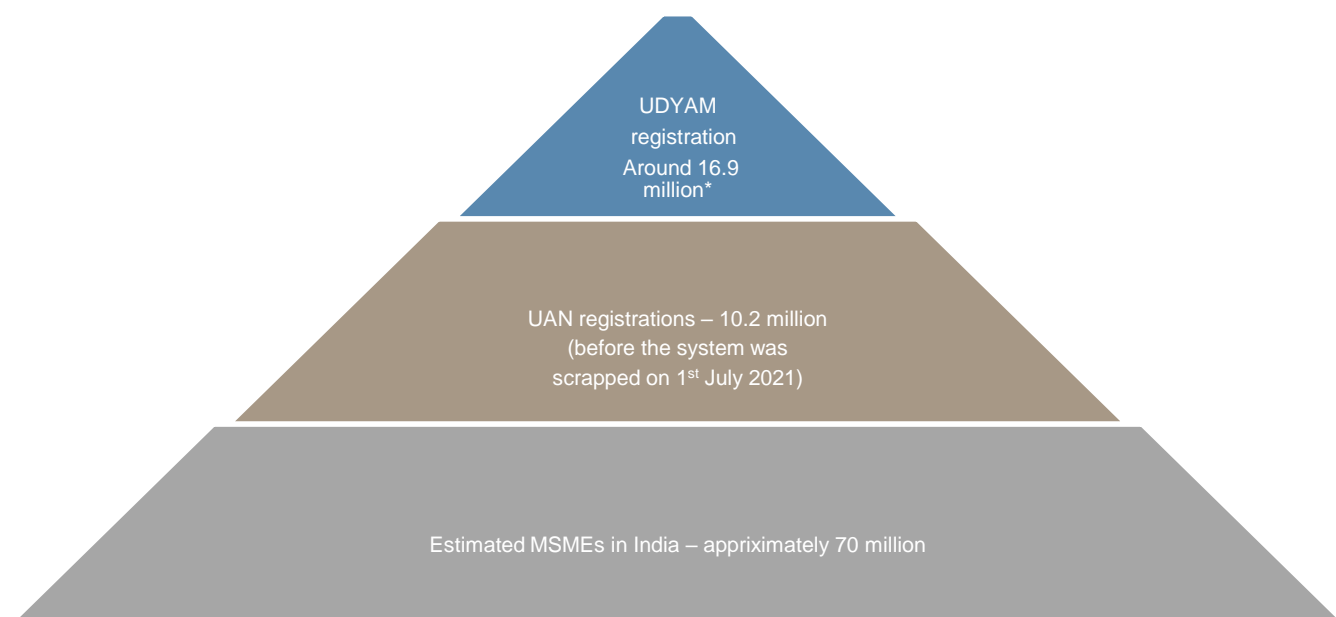 UDYAM
registration
Around 16.9
million*
UAN registrations – 10.2 million
(before the system was
scrapped on 1st July 2021)
Estimated MSMEs in India – appriximately 70 million